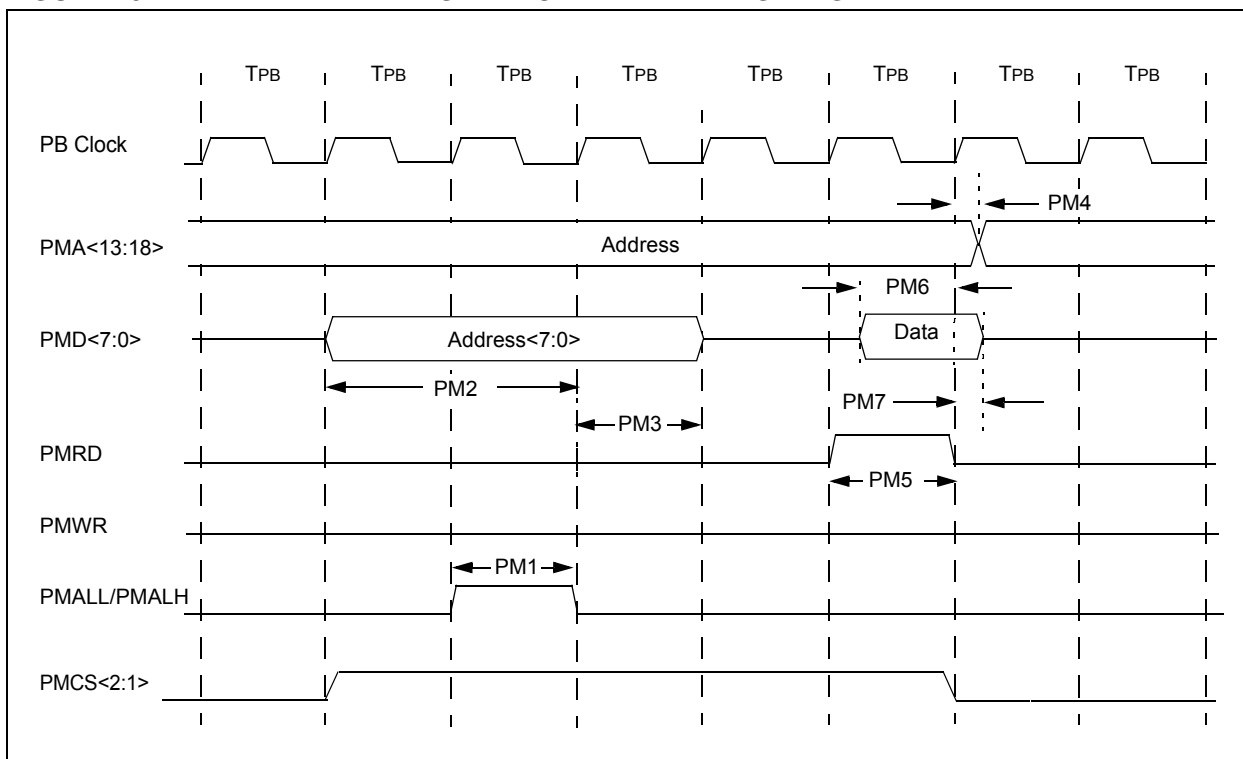 TPB TPB TPB TPB TPB TPB TPB TPB
PB Clock
PM4
PMA<13:18>
Address
PM6
PMD<7:0>
Address<7:0>
Data
PM2
PM7
PM3
PMRD
PM5
PMWR
PM1
PMALL/PMALH
PMCS<2:1>